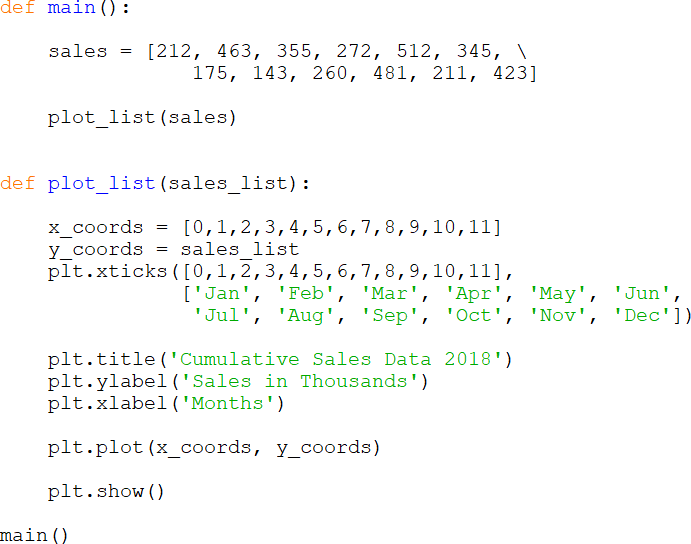 def main():
    sales = [212, 463, 355, 272, 512, 345, \
                175, 143, 260, 481, 211, 423]
    plot_list(sales)
def plot_list(sales_list):
    x_coords = [0,1,2,3,4,5,6,7,8,9,10,11]
    y_coords = sales_list
    plt.xticks([0,1,2,3,4,5,6,7,8,9,10,11],
               ['Jan', 'Feb', 'Mar', 'Apr', 'May', 'Jun',
                'Jul', 'Aug', 'Sep', 'Oct', 'Nov', 'Dec'])
    plt.title('Cumulative Sales Data 2018')
    plt.ylabel('Sales in Thousands')
    plt.xlabel('Months')
    plt.plot(x_coords, y_coords)
    plt.show()
main()